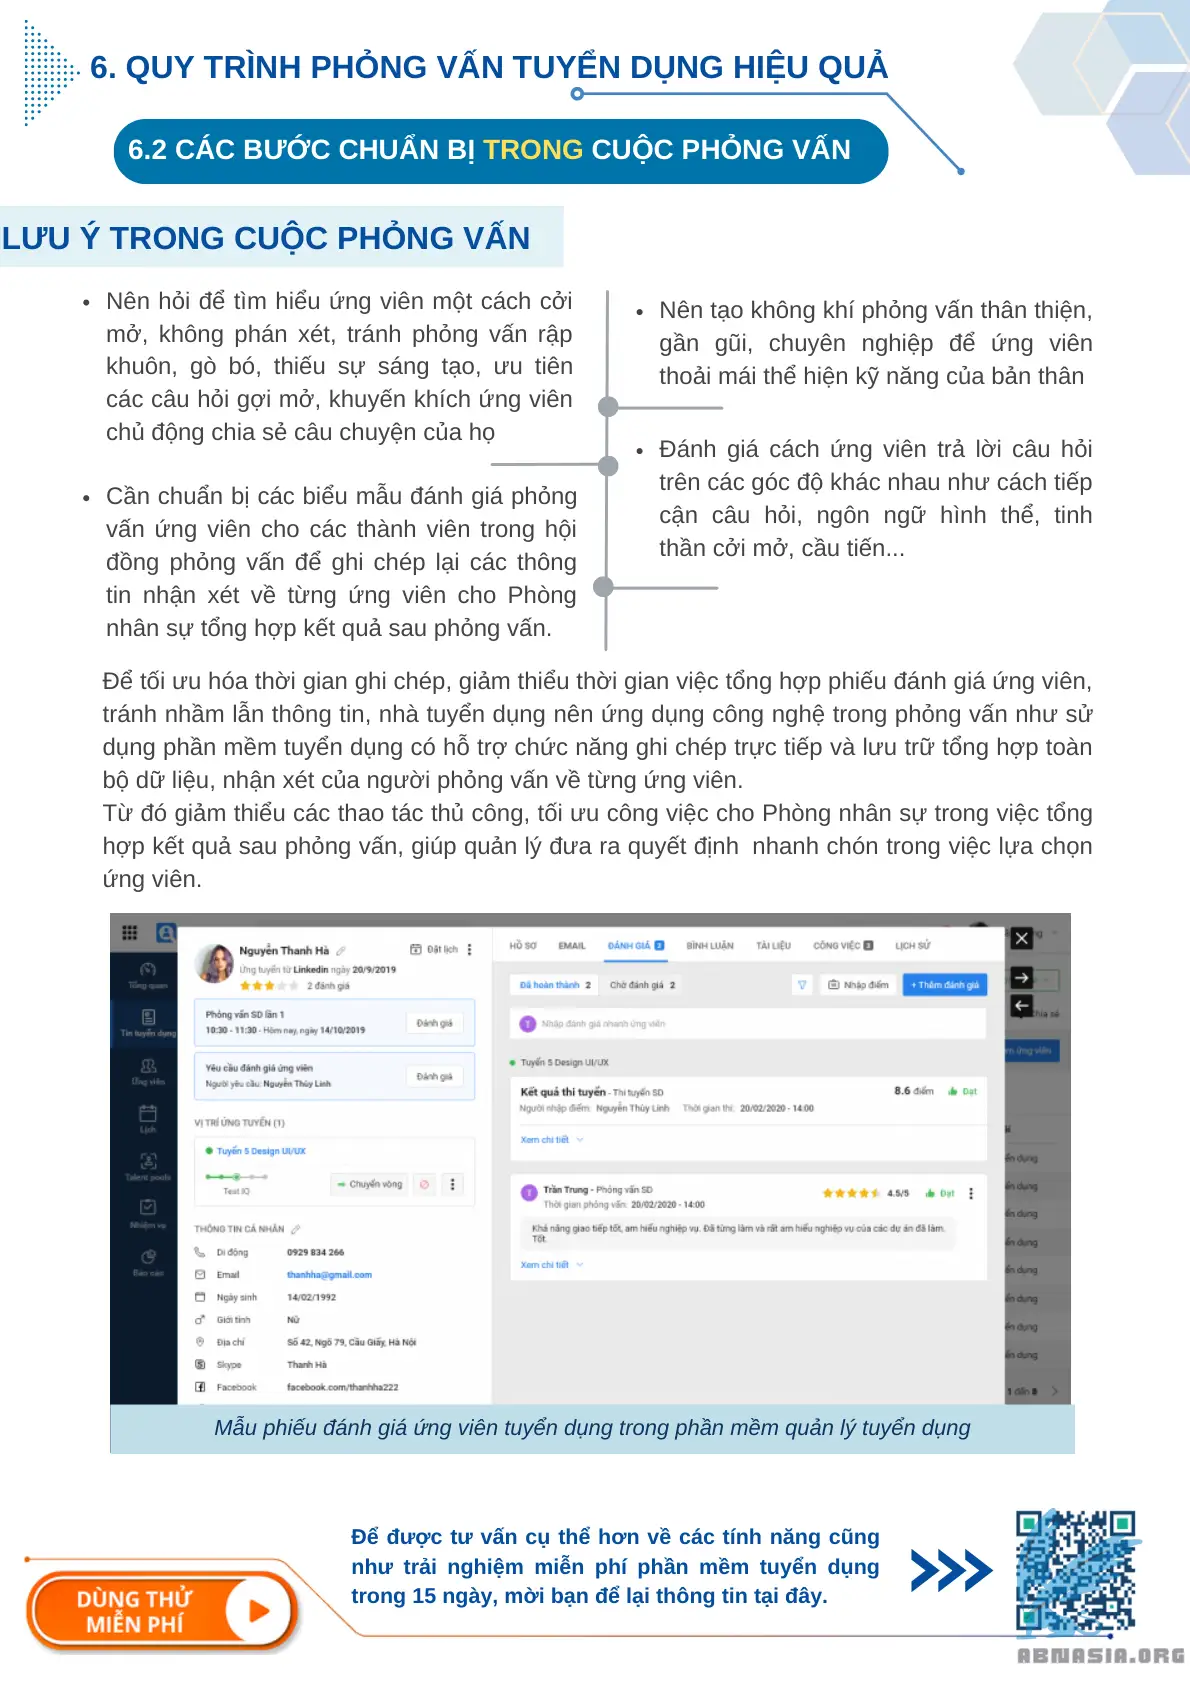 6. QUY TRÌNH PHỎNG VẤN TUYỂN DỤNG HIỆU QUẢ
6.2 CÁC BƯỚC CHUẨN BỊ TRONG CUỘC PHỎNG VẤN
LƯU Ý TRONG CUỘC PHỎNG VẤN
• Nên hỏi để tìm hiểu ứng viên một cách cởi
mở, không phán xét, tránh phỏng vấn rập
khuôn, gò bó, thiếu sự sáng tạo, ưu tiên
các câu hỏi gợi mở, khuyến khích ứng viên
chủ động chia sẻ câu chuyện của họ
• Cần chuẩn bị các biểu mẫu đánh giá phỏng
vấn ứng viên cho các thành viên trong hội
đồng phỏng vấn để ghi chép lại các thông
tin nhận xét về từng ứng viên cho Phòng
nhân sự tổng hợp kết quả sau phỏng vấn.
• Nên tạo không khí phỏng vấn thân thiện,
gần gũi, chuyên nghiệp để ứng viên
thoải mái thể hiện kỹ năng của bản thân
• Đánh giá cách ứng viên trả lời câu hỏi
trên các góc độ khác nhau như cách tiếp
cận câu hỏi, ngôn ngữ hình thể, tinh
thần cởi mở, cầu tiến...
Để tối ưu hóa thời gian ghi chép, giảm thiểu thời gian việc tổng hợp phiếu đánh giá ứng viên,
tránh nhầm lẫn thông tin, nhà tuyển dụng nên ứng dụng công nghệ trong phỏng vấn như sử
dụng phần mềm tuyển dụng có hỗ trợ chức năng ghi chép trực tiếp và lưu trữ tổng hợp toàn
bộ dữ liệu, nhận xét của người phỏng vấn về từng ứng viên.
Từ đó giảm thiểu các thao tác thủ công, tối ưu công việc cho Phòng nhân sự trong việc tổng
hợp kết quả sau phỏng vấn, giúp quản lý đưa ra quyết định nhanh chón trong việc lựa chọn
ứng viên.
Tổng quan
Tin tuyển dụng
Ứng viên
Lịch
Talent pools
Nhiệm vụ
Báo cáo
Nguyễn Thanh Hà
Đặt lịch
Ứng tuyển từ Linkedin ngày 20/9/2019
2 đánh giá
Phỏng vấn SD lần 1
10:30 - 11:30 - Hôm nay, ngày 14/10/2019
Đánh giá
Yêu cầu đánh giá ứng viên
Người yêu cầu: Nguyễn Thùy Linh
Đánh giá
VỊ TRÍ ỨNG TUYỂN (1)
Tuyển 5 Design UI/UX
Test IQ
Chuyển vòng
THÔNG TIN CÁ NHÂN
Di động 0929 834 266
Email thanhha@gmail.com
Ngày sinh 14/02/1992
Giới tính Nữ
Địa chỉ Số 42, Ngõ 79, Cầu Giấy, Hà Nội
Skype Thanh Hà
Facebook facebook.com/thanhha222
HỒ SƠ EMAIL ĐÁNH GIÁ 2 BÌNH LUẬN TÀI LIỆU CÔNG VIỆC 3 LỊCH SỬ
Đã hoàn thành 2 Chờ đánh giá 2
Nhập điểm
+ Thêm đánh giá
T Nhập đánh giá nhanh ứng viên
Tuyển 5 Design UI/UX
Kết quả thi tuyển - Thi tuyển SD
8.6 điểm Đạt
Người nhập điểm: Nguyễn Thùy Linh Thời gian thi: 20/02/2020 - 14:00
Xem chi tiết
T Trần Trung - Phỏng vấn SD
4.5/5 Đạt
Thời gian phỏng vấn: 20/02/2020 - 14:00
Khả năng giao tiếp tốt, am hiểu nghiệp vụ. Đã từng làm và rất am hiểu nghiệp vụ của các dự án đã làm.
Tốt.
Xem chi tiết
Mẫu phiếu đánh giá ứng viên tuyển dụng trong phần mềm quản lý tuyển dụng
Để được tư vấn cụ thể hơn về các tính năng cũng
như trải nghiệm miễn phí phần mềm tuyển dụng
trong 15 ngày, mời bạn để lại thông tin tại đây.
DÙNG THỬ
MIỄN PHÍ
ABNASIA.ORG